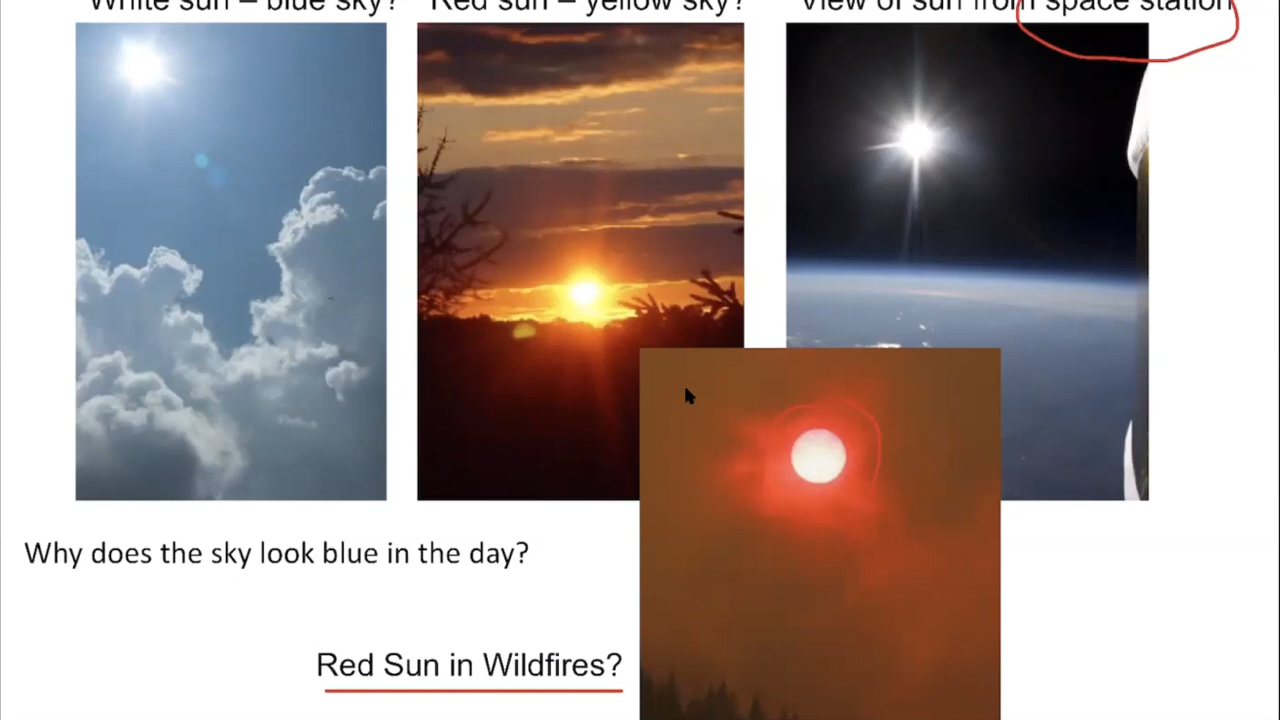 White sun – blue sky? Red sun – yellow sky? View of sun from space station
Why does the sky look blue in the day?
Red Sun in Wildfires?